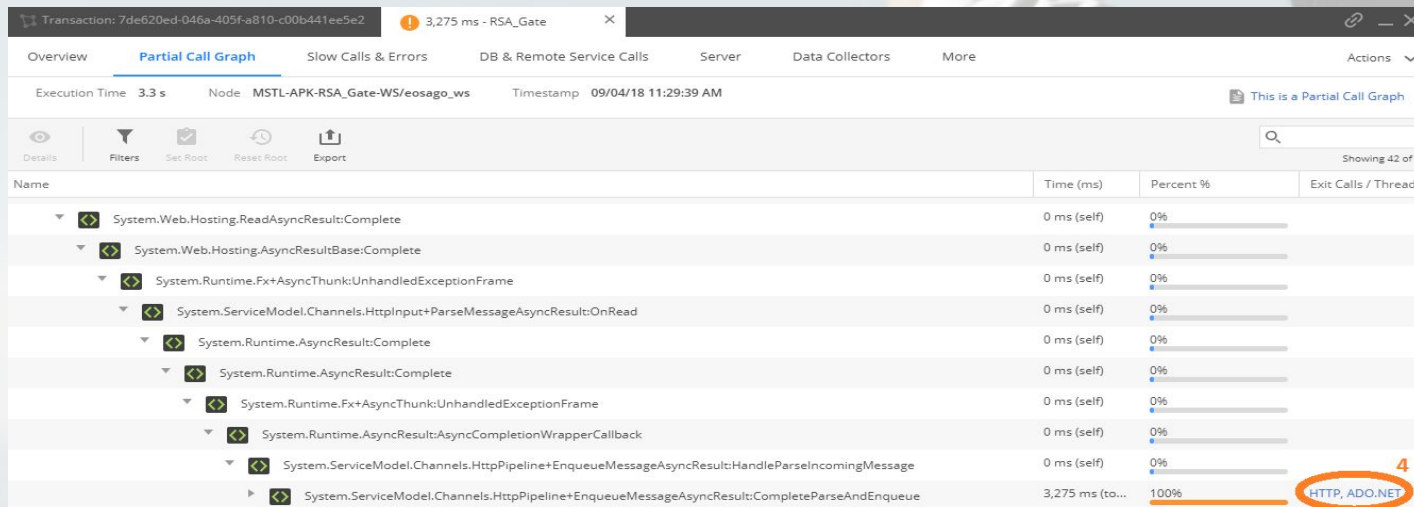 Transaction: 7de620ed-046a-405f-a810-c00b441ee5e2 3,275 ms - RSA_Gate
Overview Partial Call Graph Slow Calls & Errors DB & Remote Service Calls Server Data Collectors More Actions
Execution Time 3.3 s Node MSTL-APK-RSA_Gate-WS/eosago_ws Timestamp 09/04/18 11:29:39 AM This is a Partial Call Graph
Details Filters Set Root Reset Root Export
Showing 42 of
Name Time (ms) Percent % Exit Calls / Thread
System.Web.Hosting.ReadAsyncResult:Complete 0 ms (self) 0%
System.Web.Hosting.AsyncResultBase:Complete 0 ms (self) 0%
System.Runtime.Fx+AsyncThunk:UnhandledExceptionFrame 0 ms (self) 0%
System.ServiceModel.Channels.HttpInput+ParseMessageAsyncResult:OnRead 0 ms (self) 0%
System.Runtime.AsyncResult:Complete 0 ms (self) 0%
System.Runtime.AsyncResult:Complete 0 ms (self) 0%
System.Runtime.Fx+AsyncThunk:UnhandledExceptionFrame 0 ms (self) 0%
System.Runtime.AsyncResult:AsyncCompletionWrapperCallback 0 ms (self) 0%
System.ServiceModel.Channels.HttpPipeline+EnqueueMessageAsyncResult:HandleParseIncomingMessage 0 ms (self) 0% 4
System.ServiceModel.Channels.HttpPipeline+EnqueueMessageAsyncResult:CompleteParseAndEnqueue 3,275 ms (to... 100% HTTP, ADO.NET